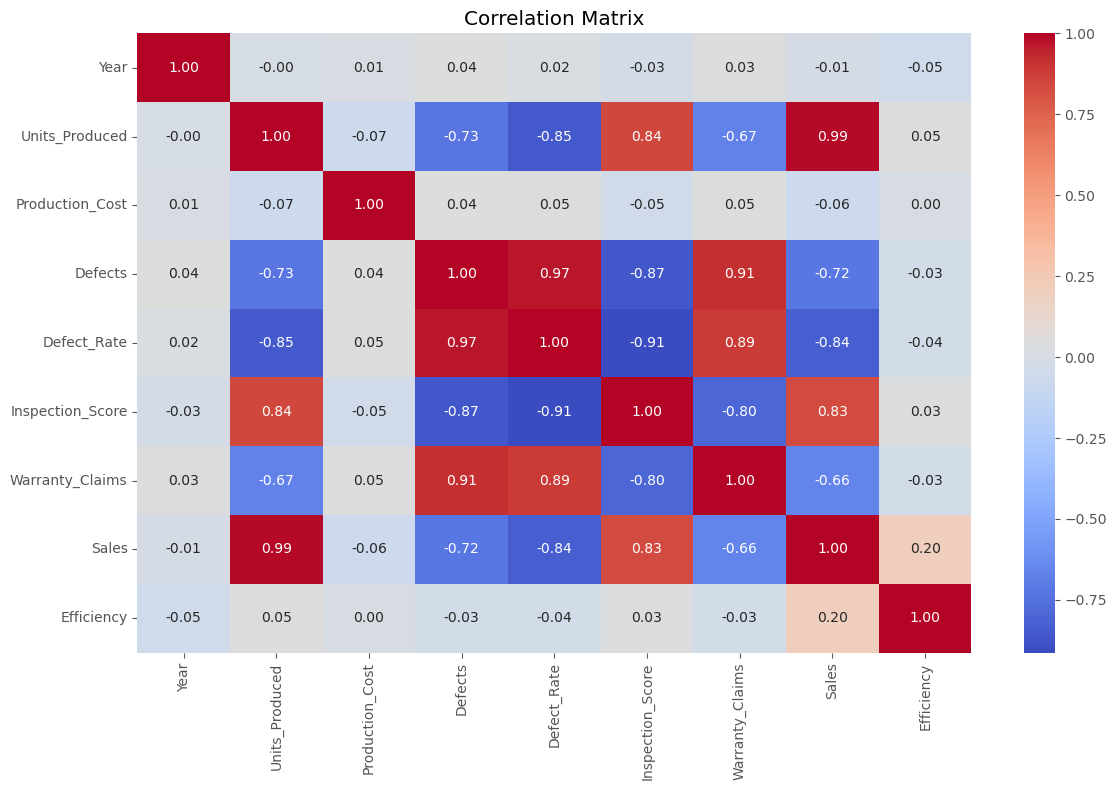 Correlation Matrix
Year 1.00 -0.00 0.01 0.04 0.02 -0.03 0.03 -0.01 -0.05
Units_Produced -0.00 1.00 -0.07 -0.73 -0.85 0.84 -0.67 0.99 0.05
Production_Cost 0.01 -0.07 1.00 0.04 0.05 -0.05 0.05 -0.06 0.00
Defects 0.04 -0.73 0.04 1.00 0.97 -0.87 0.91 -0.72 -0.03
Defect_Rate 0.02 -0.85 0.05 0.97 1.00 -0.91 0.89 -0.84 -0.04
Inspection_Score -0.03 0.84 -0.05 -0.87 -0.91 1.00 -0.80 0.83 0.03
Warranty_Claims 0.03 -0.67 0.05 0.91 0.89 -0.80 1.00 -0.66 -0.03
Sales -0.01 0.99 -0.06 -0.72 -0.84 0.83 -0.66 1.00 0.20
Efficiency -0.05 0.05 0.00 -0.03 -0.04 0.03 -0.03 0.20 1.00
Year Units_Produced Production_Cost Defects Defect_Rate Inspection_Score Warranty_Claims Sales Efficiency
1.00
0.75
0.50
0.25
0.00
−0.25
−0.50
−0.75